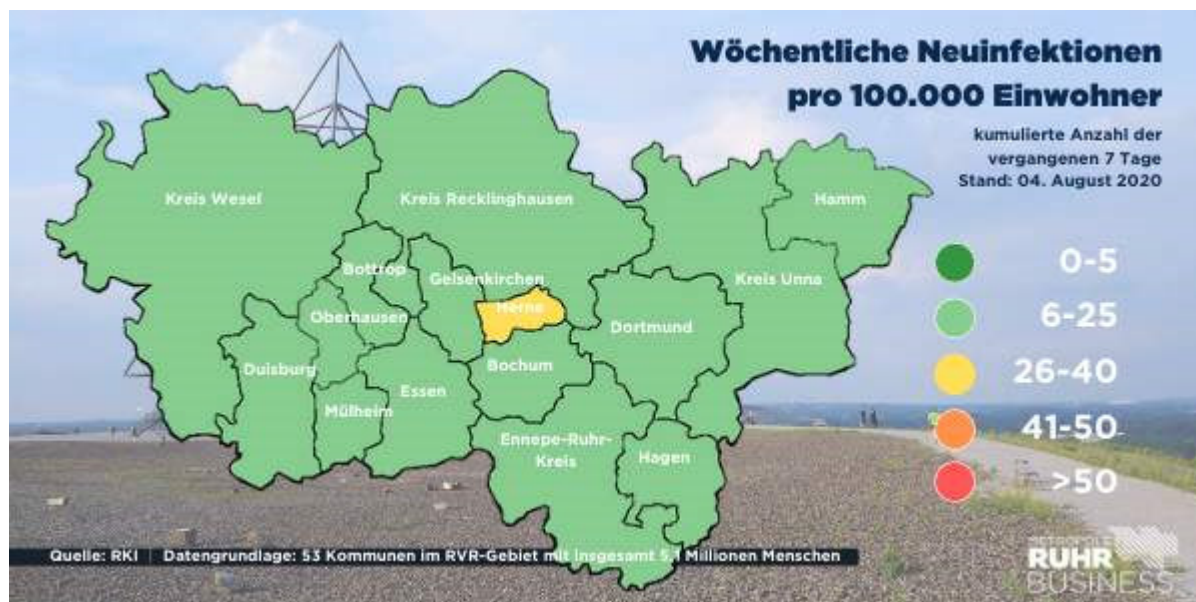 Wöchentliche Neuinfektionen
pro 100.000 Einwohner
kumulierte Anzahl der
vergangenen 7 Tage
Stand: 04. August 2020
Kreis Wesel
Kreis Recklinghausen
Hamm
Bottrop
Gelsenkirchen
Kreis Unna
Herne
Oberhausen
Dortmund
Duisburg
Bochum
Essen
Mülheim
Ennepe-Ruhr-
Kreis
Hagen
0-5
6-25
26-40
41-50
>50
Quelle: RKI | Datengrundlage: 53 Kommunen im RVR-Gebiet mit insgesamt 5,1 Millionen Menschen
METROPOLE
RUHR
BUSINESS